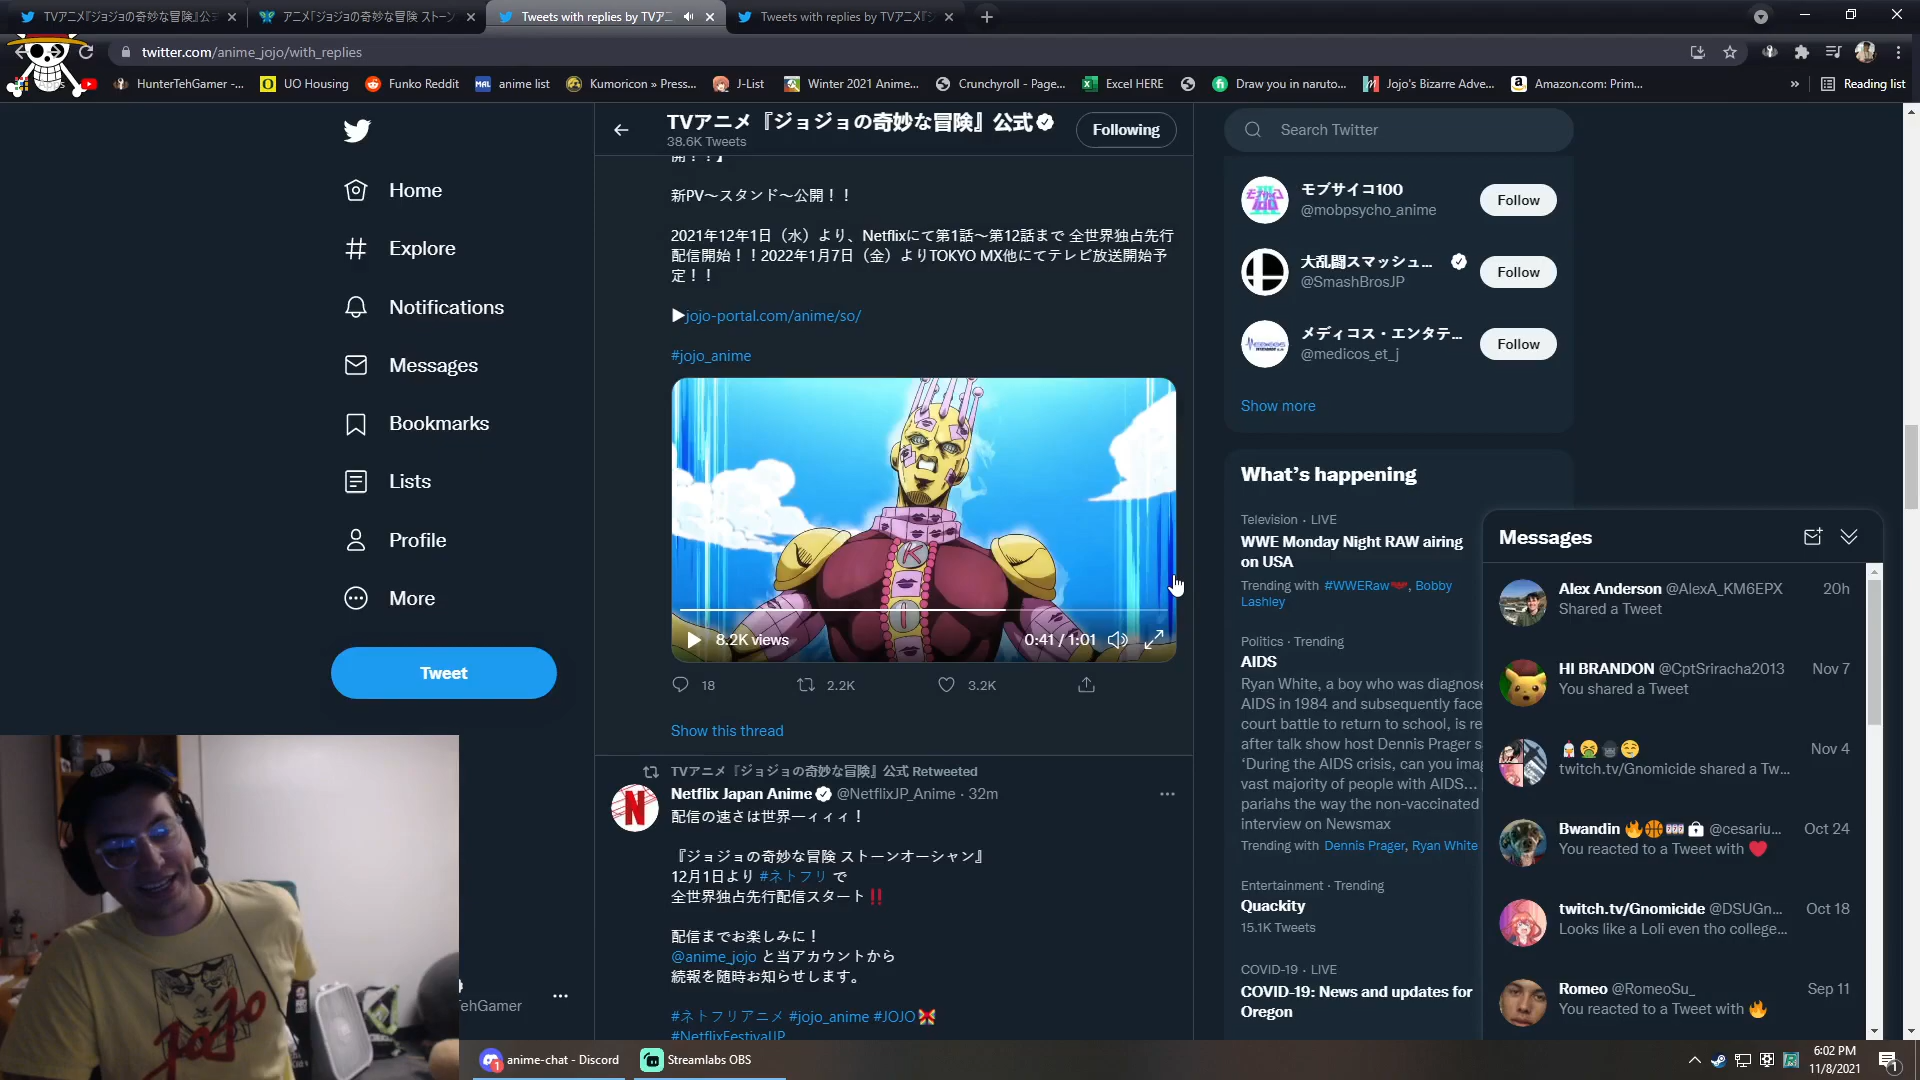 TVアニメ『ジョジョの奇妙な冒険』公式
アニメ「ジョジョの奇妙な冒険 ストーン
Tweets with replies by TVアニ
Tweets with replies by TVアニメ『ジ
twitter.com/anime_jojo/with_replies
Apps
HunterTehGamer -...
UO Housing
Funko Reddit
MAL anime list
Kumoricon » Press...
J-List
Winter 2021 Anime...
Crunchyroll - Page...
Excel HERE
Draw you in naruto...
Jojo's Bizarre Adve...
Amazon.com: Prim...
»
Reading list
Home
Explore
Notifications
Messages
Bookmarks
Lists
Profile
More
Tweet
TehGamer
TVアニメ『ジョジョの奇妙な冒険』公式
38.6K Tweets
Following
開！！】
新PV～スタンド～公開！！
2021年12年1日（水）より、Netflixにて第1話～第12話まで 全世界独占先行
配信開始！！2022年1月7日（金）よりTOKYO MX他にてテレビ放送開始予
定！！
▶jojo-portal.com/anime/so/
#jojo_anime
K
8.2K views
0:41 / 1:01
18
2.2K
3.2K
Show this thread
TVアニメ『ジョジョの奇妙な冒険』公式 Retweeted
Netflix Japan Anime @NetflixJP_Anime · 32m
配信の速さは世界一ィィィ！
『ジョジョの奇妙な冒険 ストーンオーシャン』
12月1日より #ネトフリ で
全世界独占先行配信スタート‼️
配信までお楽しみに！
@anime_jojo と当アカウントから
続報を随時お知らせします。
#ネトフリアニメ #jojo_anime #JOJO
#NetflixFestivalJP
Search Twitter
モブサイコ100
@mobpsycho_anime
Follow
大乱闘スマッシュ...
@SmashBrosJP
Follow
メディコス・エンタテ...
@medicos_et_j
Follow
Show more
What's happening
Television · LIVE
WWE Monday Night RAW airing
on USA
Trending with #WWERaw, Bobby
Lashley
Politics · Trending
AIDS
Ryan White, a boy who was diagnose
AIDS in 1984 and subsequently face
court battle to return to school, is re
after talk show host Dennis Prager s
'During the AIDS crisis, can you imag
vast majority of people with AIDS...
pariahs the way the non-vaccinated
interview on Newsmax
Trending with Dennis Prager, Ryan White
Entertainment · Trending
Quackity
15.1K Tweets
COVID-19 · LIVE
COVID-19: News and updates for
Oregon
Messages
Alex Anderson @AlexA_KM6EPX 20h
Shared a Tweet
HI BRANDON @CptSriracha2013 Nov 7
You shared a Tweet
Nov 4
twitch.tv/Gnomicide shared a Tw...
Bwandin @cesariu... Oct 24
You reacted to a Tweet with ❤️
twitch.tv/Gnomicide @DSUGn... Oct 18
Looks like a Loli even tho college...
Romeo @RomeoSu_ Sep 11
You reacted to a Tweet with 🔥
jojo
anime-chat - Discord
Streamlabs OBS
6:02 PM
11/8/2021